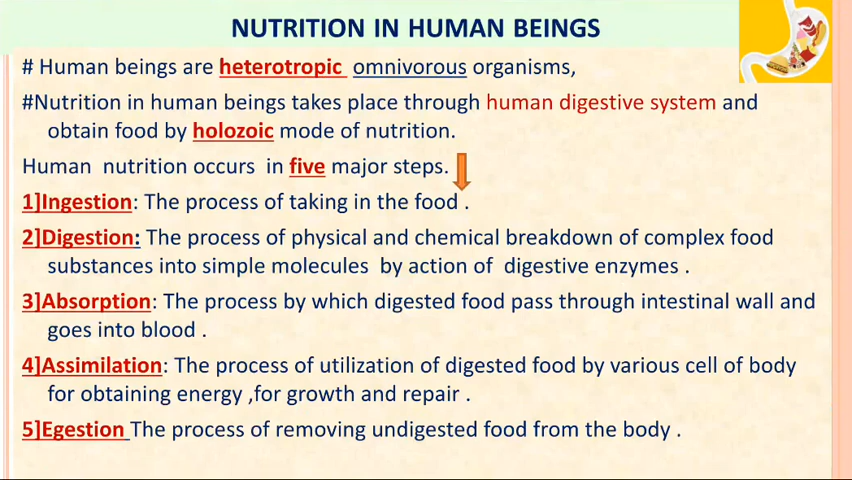 NUTRITION IN HUMAN BEINGS
# Human beings are heterotropic omnivorous organisms,
#Nutrition in human beings takes place through human digestive system and
obtain food by holozoic mode of nutrition.
Human nutrition occurs in five major steps.
1]Ingestion: The process of taking in the food .
2]Digestion: The process of physical and chemical breakdown of complex food
substances into simple molecules by action of digestive enzymes .
3]Absorption: The process by which digested food pass through intestinal wall and
goes into blood .
4]Assimilation: The process of utilization of digested food by various cell of body
for obtaining energy ,for growth and repair .
5]Egestion The process of removing undigested food from the body .